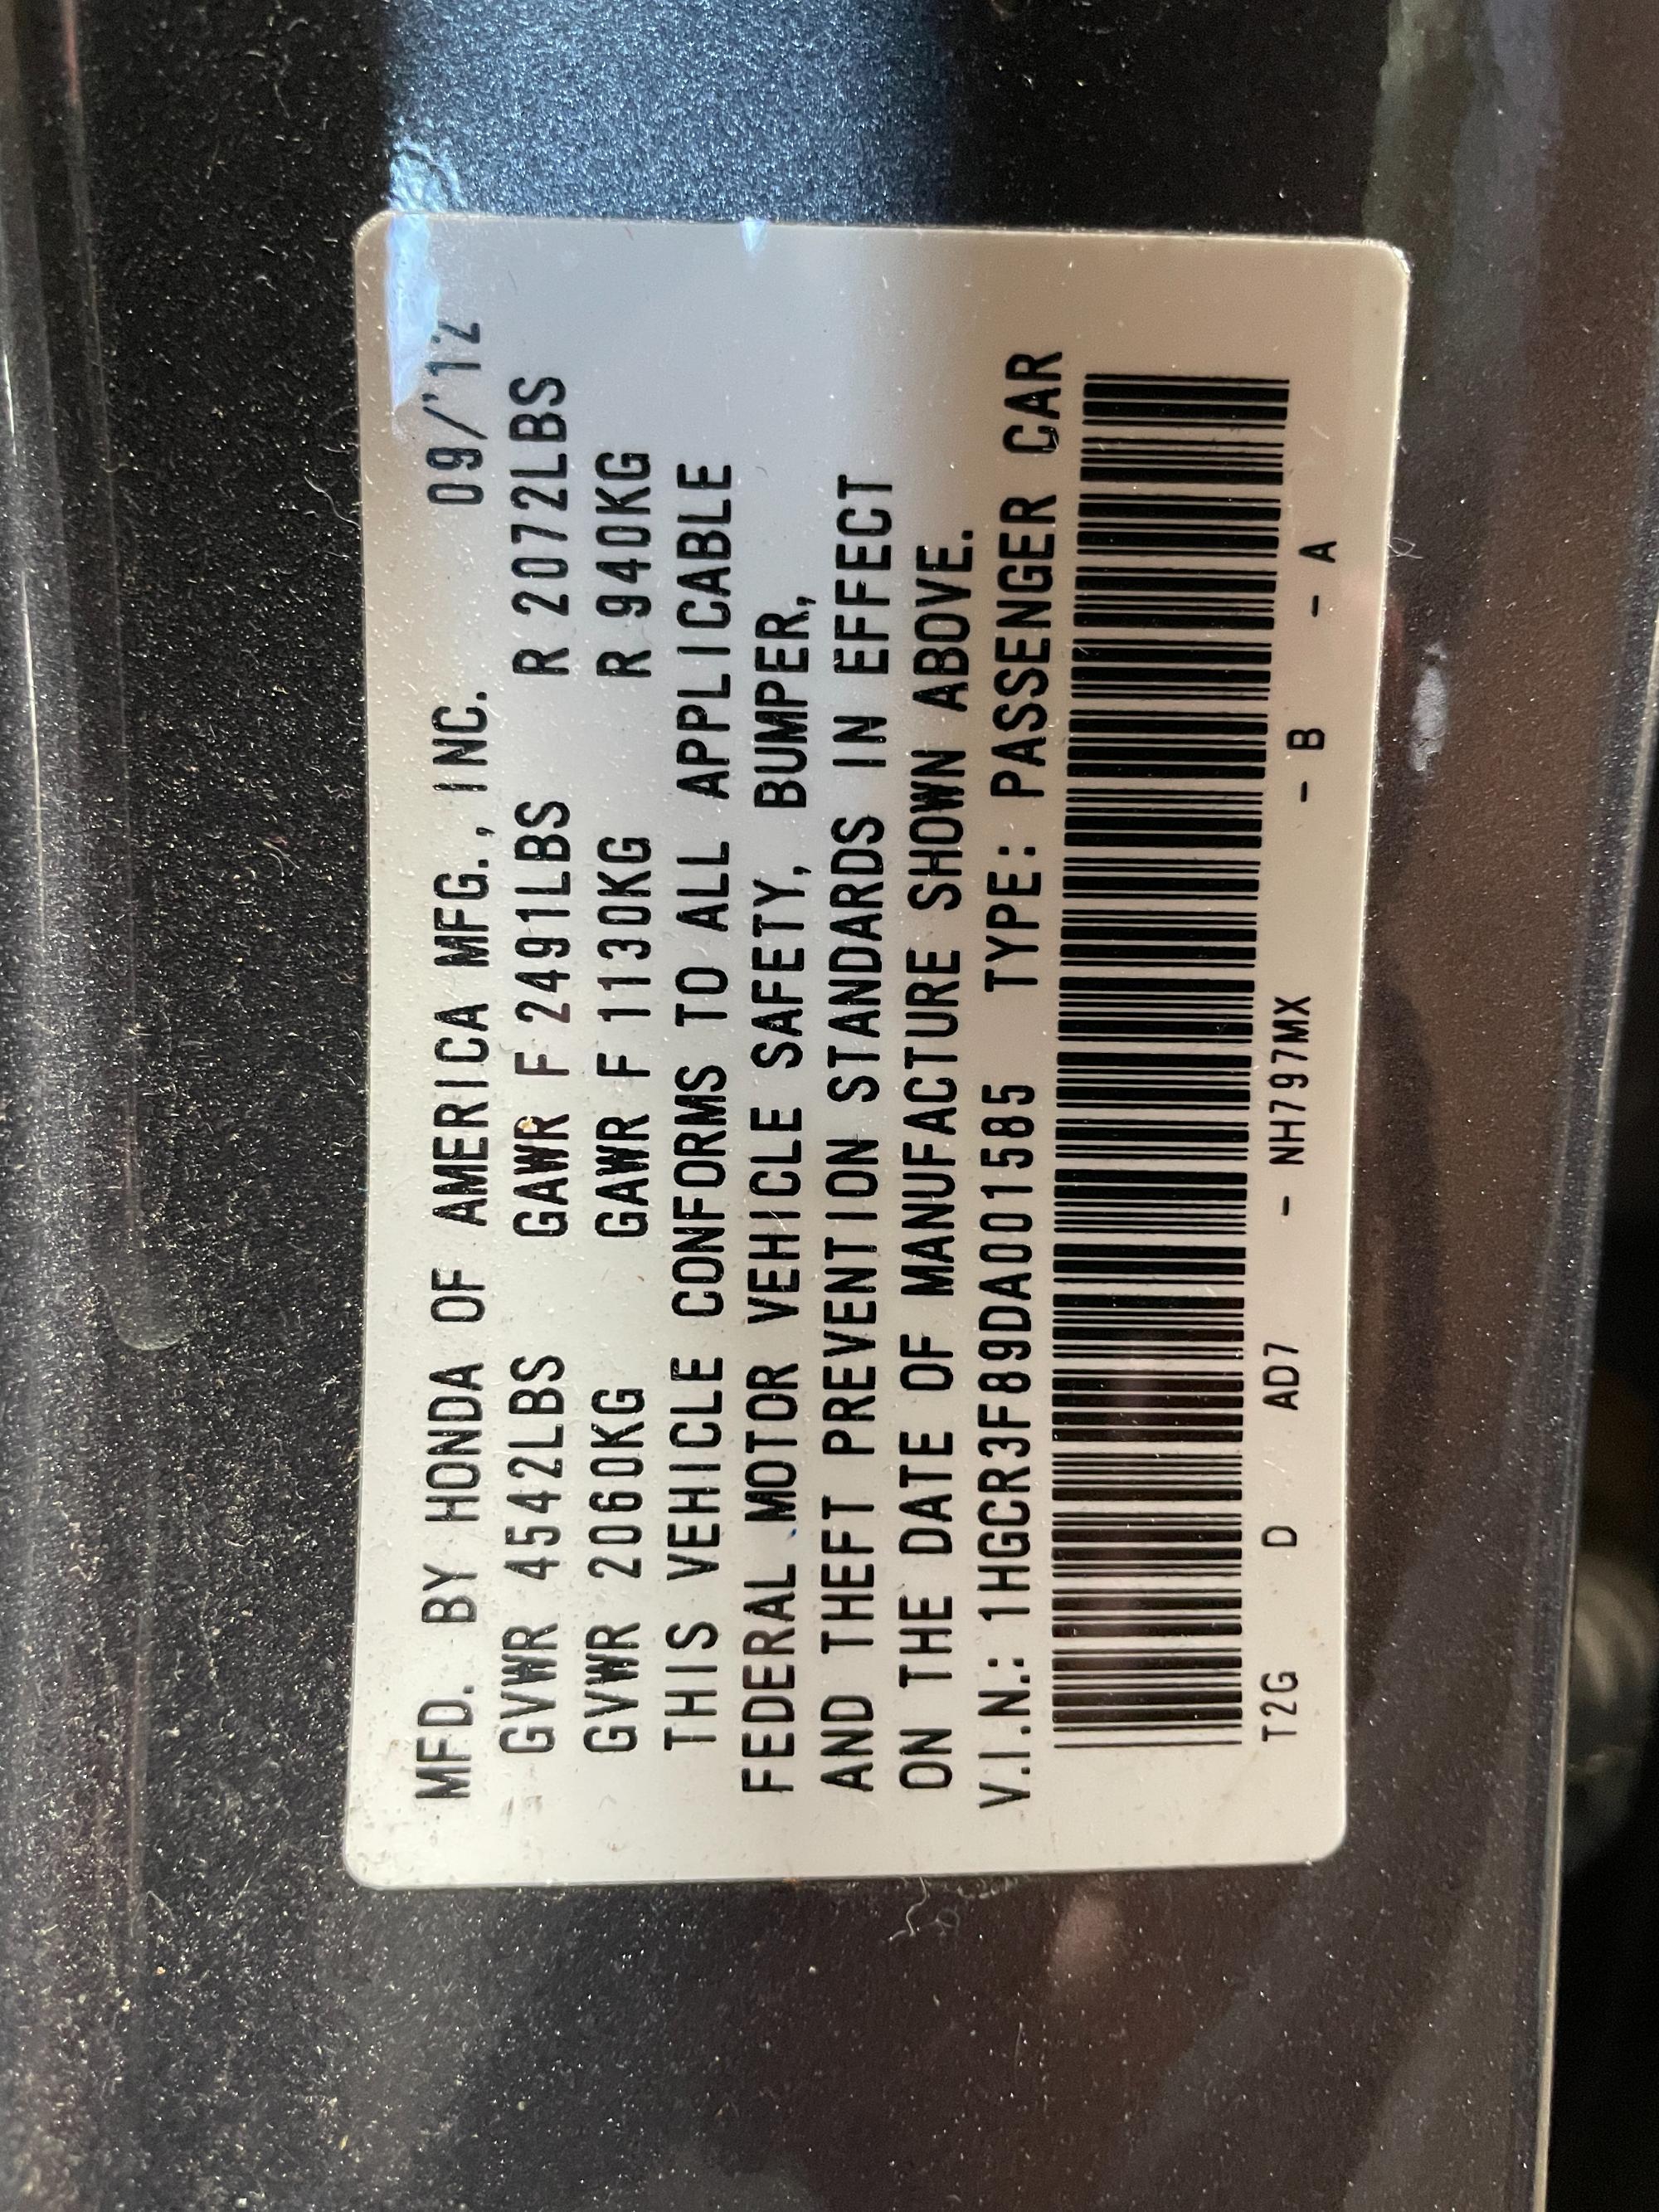 MFD. BY HONDA OF AMERICA MFG., INC. 09/'12
GVWR 4542LBS GAWR F 2491LBS R 2072LBS
GVWR 2060KG GAWR F 1130KG R 940KG
THIS VEHICLE CONFORMS TO ALL APPLICABLE
FEDERAL MOTOR VEHICLE SAFETY, BUMPER,
AND THEFT PREVENTION STANDARDS IN EFFECT
ON THE DATE OF MANUFACTURE SHOWN ABOVE.
V.I.N.: 1HGCR3F89DA001585 TYPE: PASSENGER CAR
T2G D AD7 - NH797MX - B - A